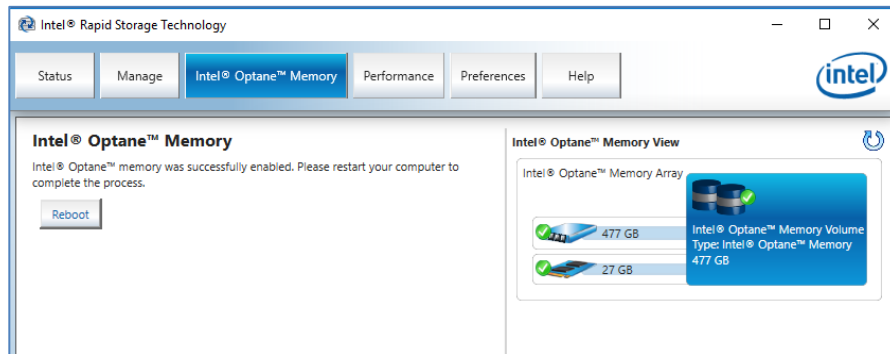 Intel® Rapid Storage Technology
Status
Manage
Intel® Optane™ Memory
Performance
Preferences
Help
intel
Intel® Optane™ Memory
Intel® Optane™ memory was successfully enabled. Please restart your computer to
complete the process.
Reboot
Intel® Optane™ Memory View
Intel® Optane™ Memory Array
477 GB
27 GB
Intel® Optane™ Memory Volume
Type: Intel® Optane™ Memory
477 GB